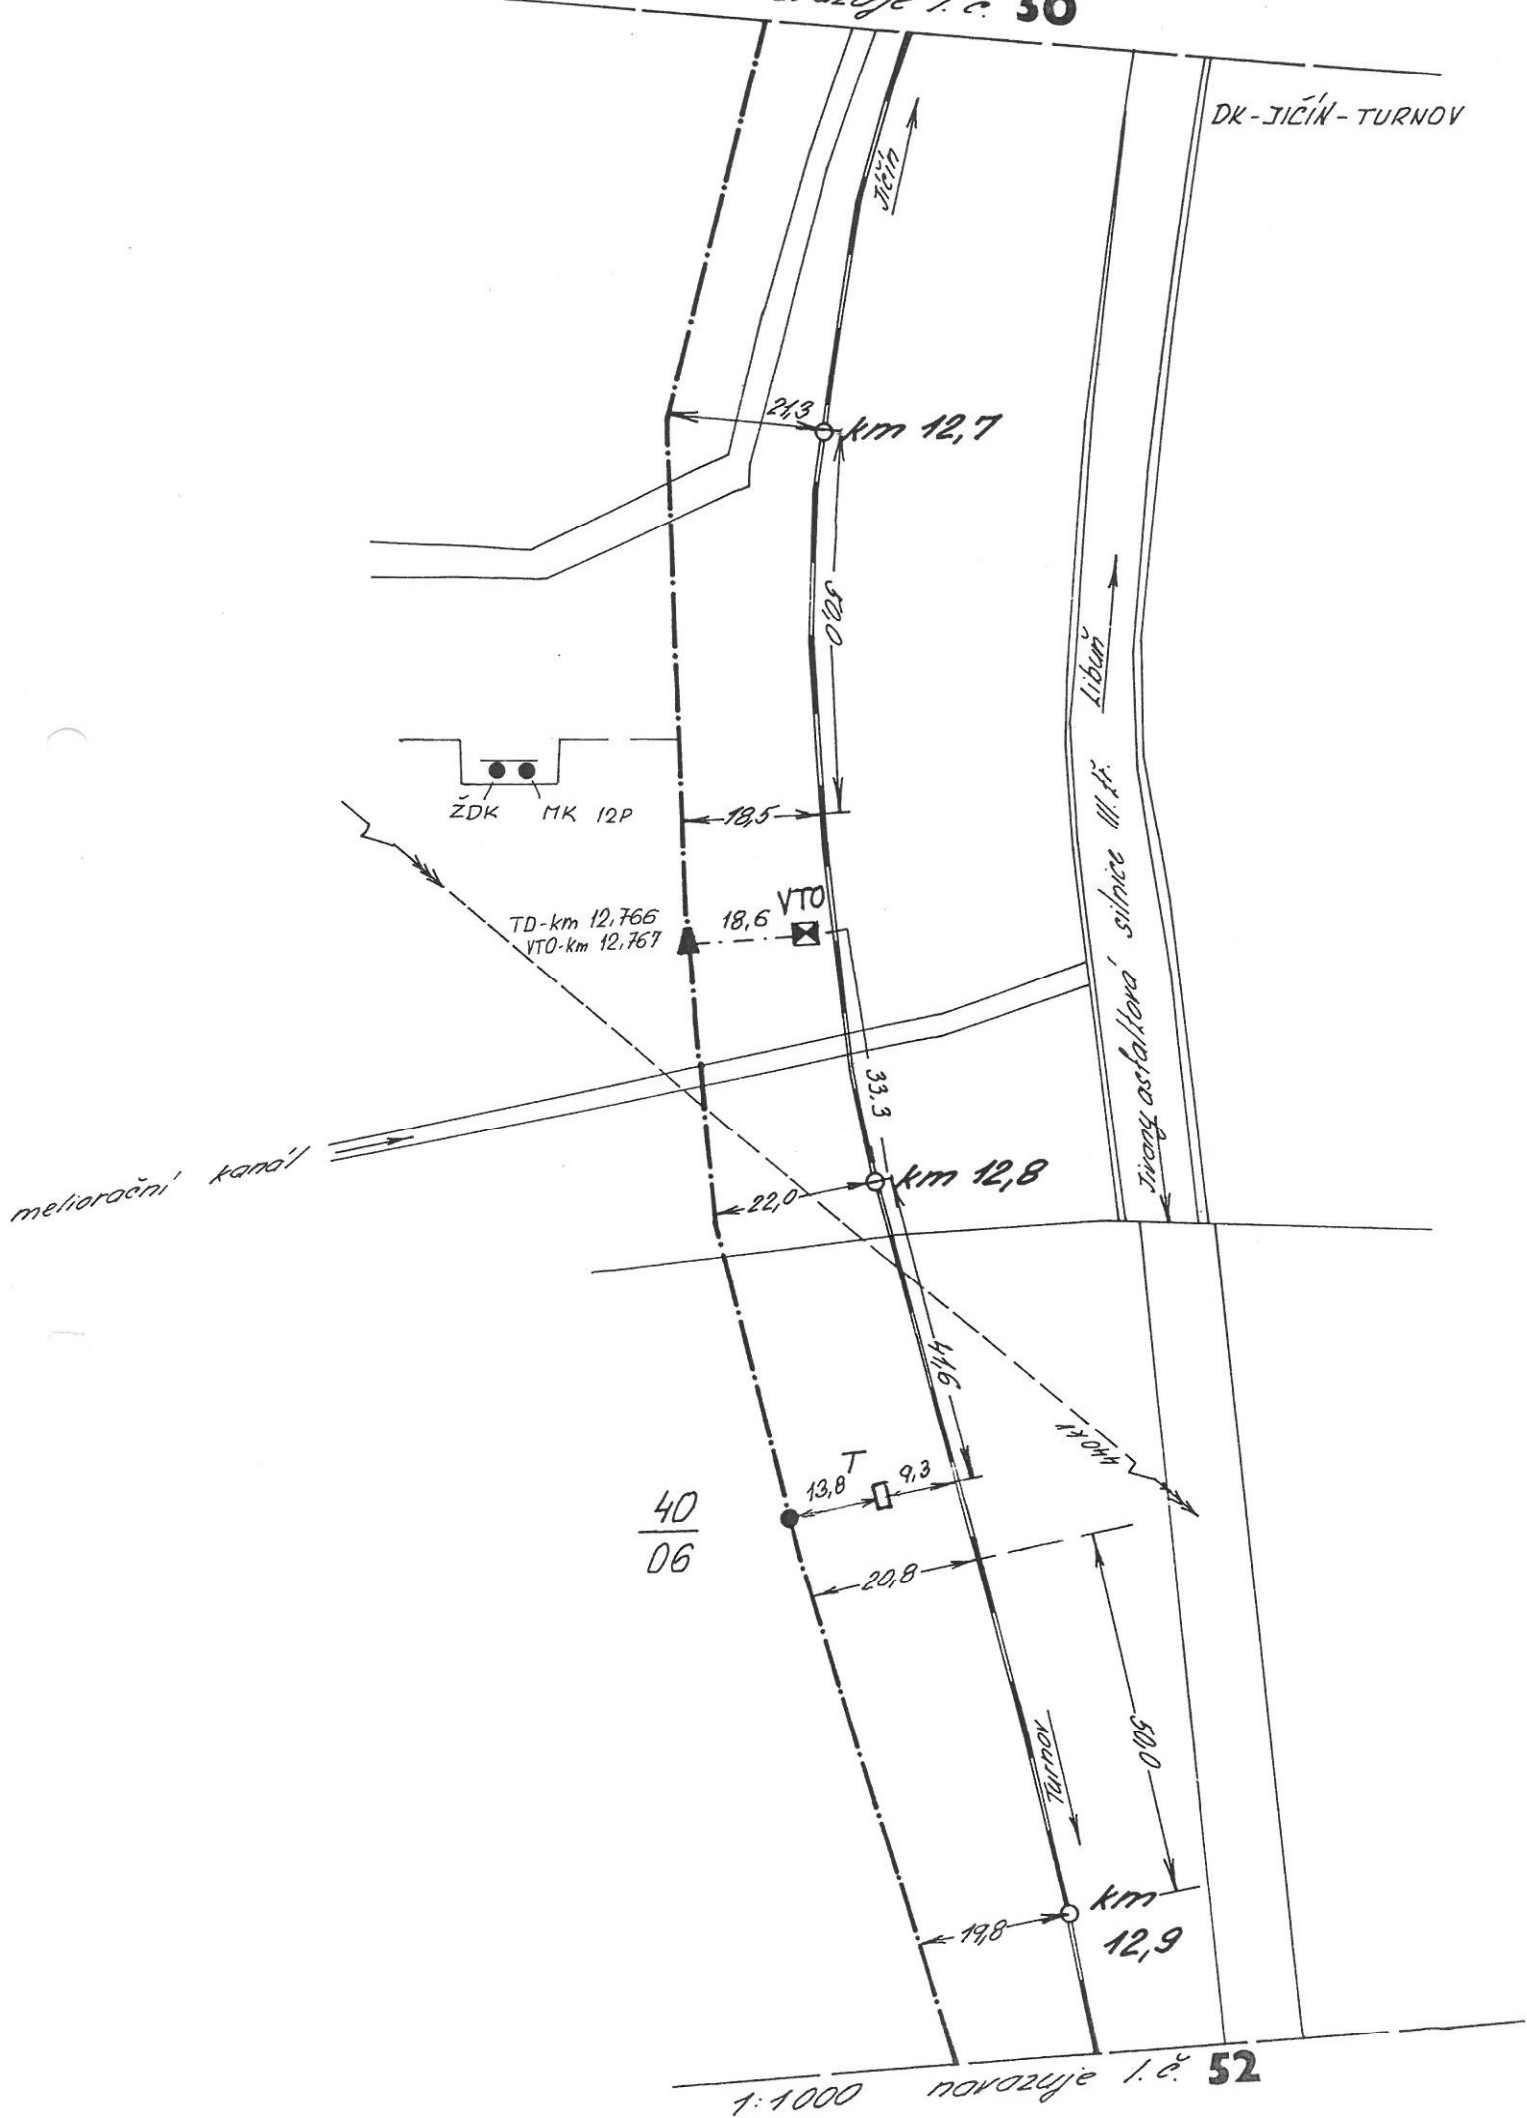 navazuje l. č. 50
DK-JIČÍN-TURNOV
Jičín
21,3
km 12,7
50,0
Libuň
ŽDK MK 12P
18,5
VTO
18,6
TD-km 12,766
VTO-km 12,767
Jivany asfaltová silnice III. tř.
33,3
meliorační kanál
km 12,8
22,0
41,6
440 kV
T
13,8
9,3
40
06
20,8
50,0
Turnov
km
12,9
19,8
1:1000 navazuje l. č. 52